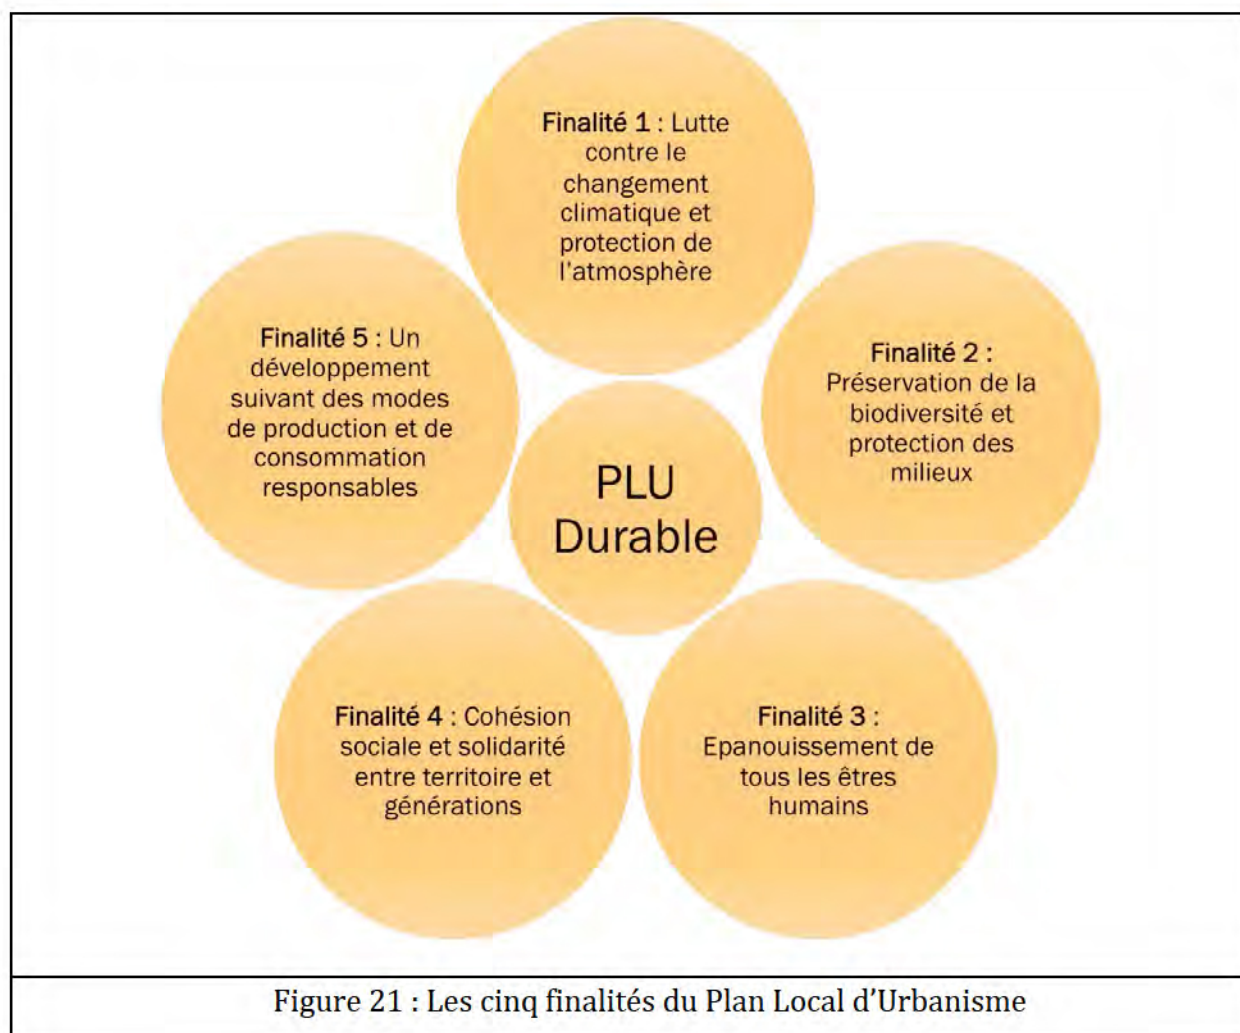 Finalité 1 : Lutte
contre le
changement
climatique et
protection de
l'atmosphère
Finalité 2 :
Préservation de la
biodiversité et
protection des
milieux
Finalité 3 :
Epanouissement de
tous les êtres
humains
Finalité 4 : Cohésion
sociale et solidarité
entre territoire et
générations
Finalité 5 : Un
développement
suivant des modes
de production et de
consommation
responsables
PLU
Durable
Figure 21 : Les cinq finalités du Plan Local d'Urbanisme